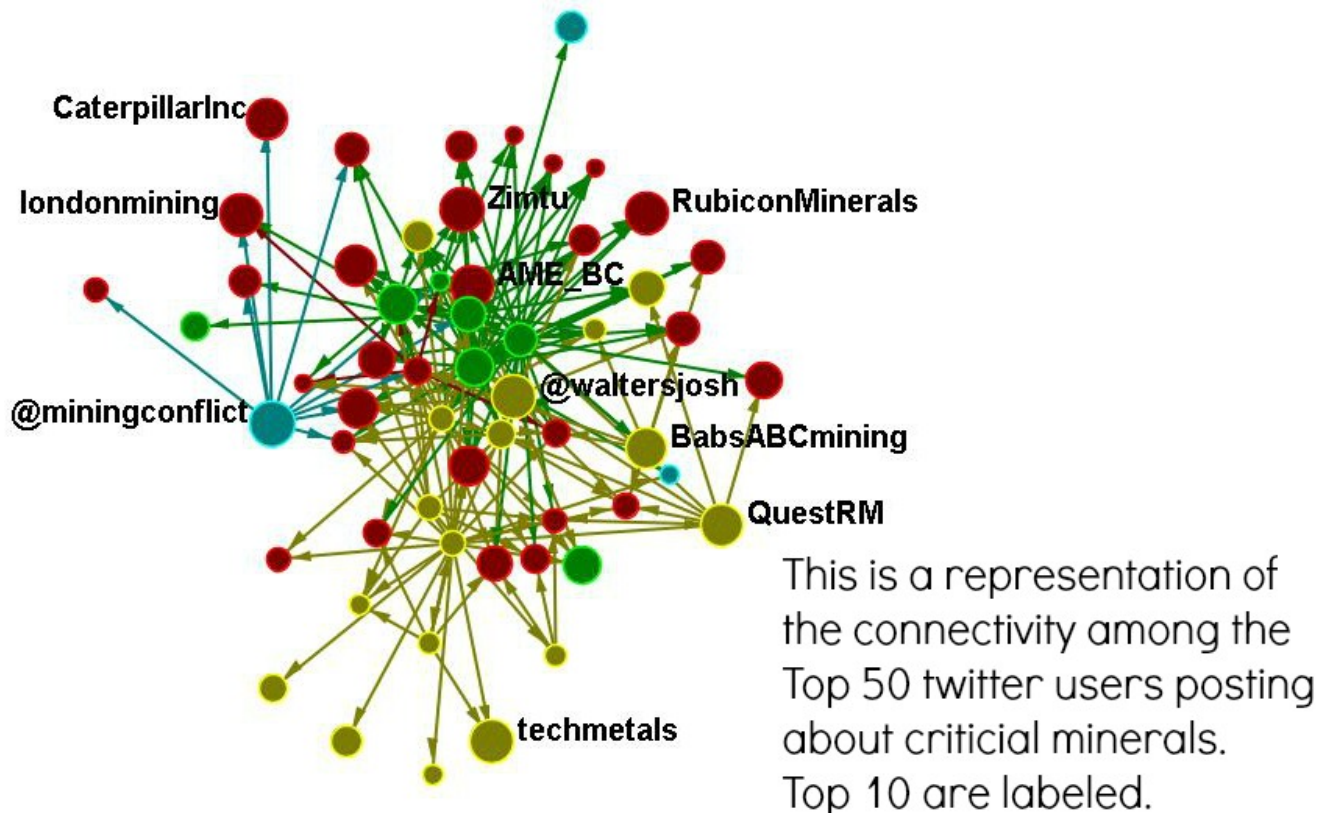 CaterpillarInc
londonmining
Zimtu
RubiconMinerals
AME_BC
@waltersjosh
@miningconflict
BabsABCmining
QuestRM
techmetals
This is a representation of
the connectivity among the
Top 50 twitter users posting
about criticial minerals.
Top 10 are labeled.